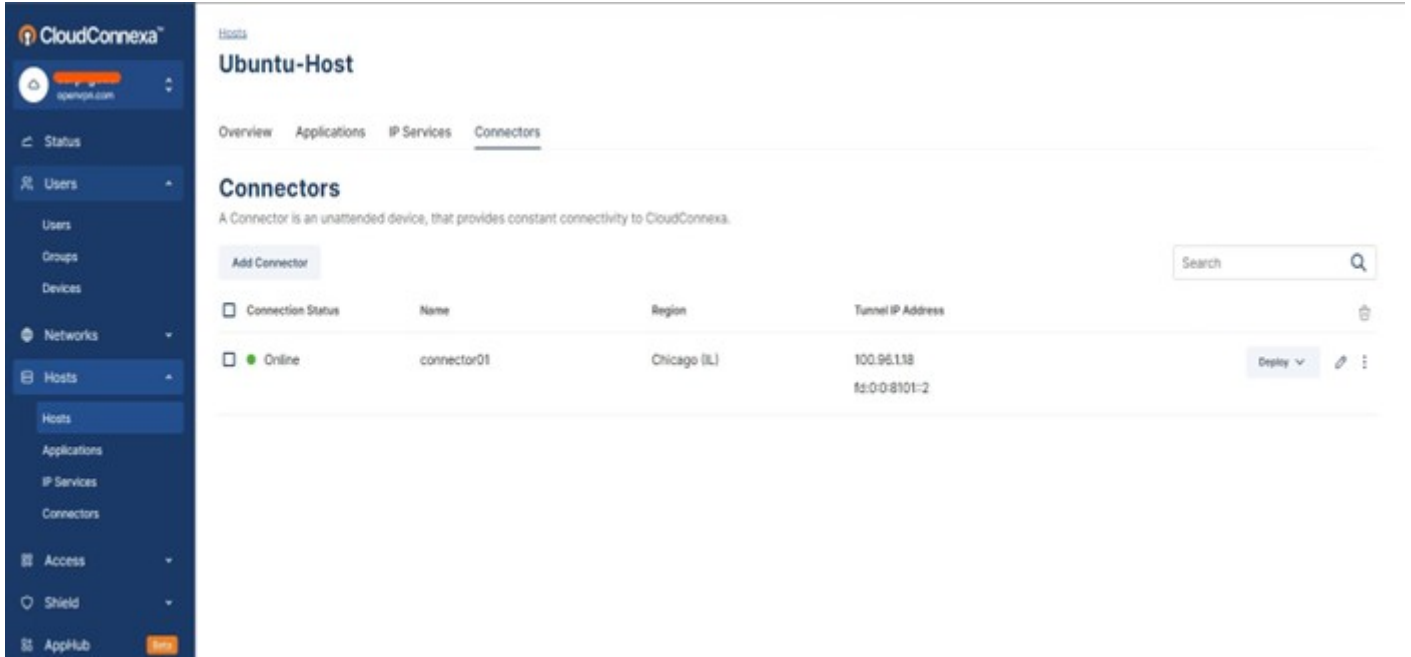 CloudConnexa™
openvpn.com
Status
Users
Users
Groups
Devices
Networks
Hosts
Hosts
Applications
IP Services
Connectors
Access
Shield
AppHub Beta
Hosts
Ubuntu-Host
Overview Applications IP Services Connectors
Connectors
A Connector is an unattended device, that provides constant connectivity to CloudConnexa.
Add Connector
Search
Connection Status Name Region Tunnel IP Address
Online connector01 Chicago (IL) 100.96.1.18 Deploy
fd:0:0:8101::2